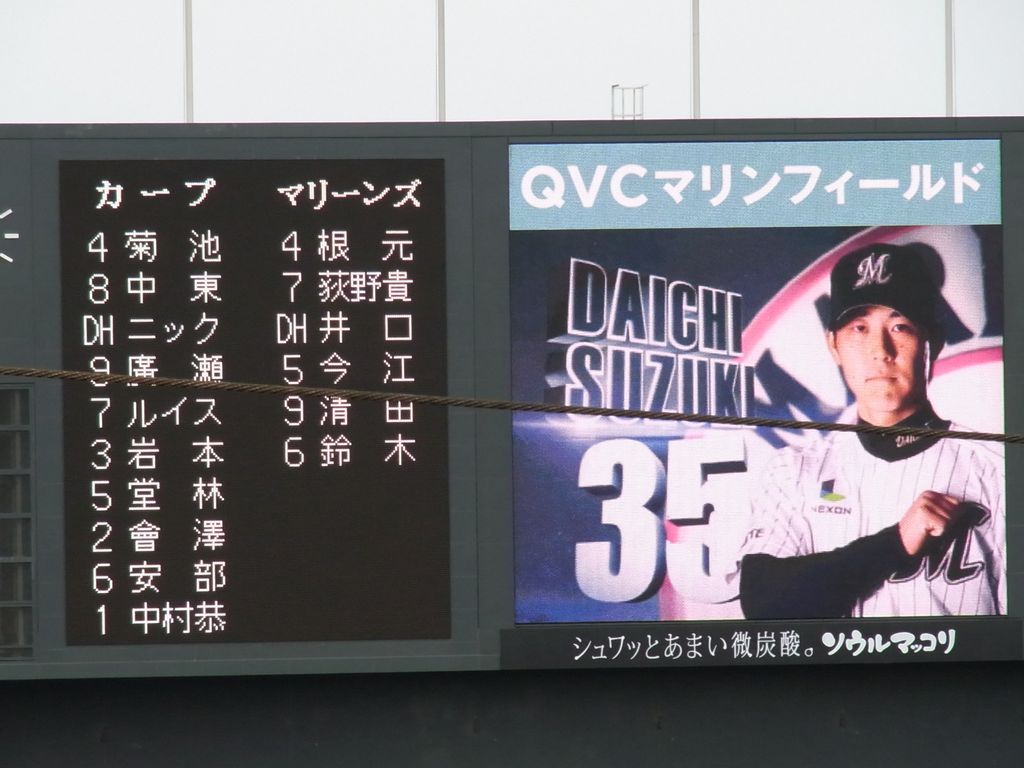 カープ
4 菊池
8 中東
DH ニック
9 廣瀬
7 ルイス
3 岩本
5 堂林
2 會澤
6 安部
1 中村恭
マリーンズ
4 根元
7 荻野貴
DH 井口
5 今江
9 清田
6 鈴木
QVCマリンフィールド
DAICHI
SUZUKI
35
M
DAICHI
NEXON
M
シュワッとあまい微炭酸。ソウルマッコリ